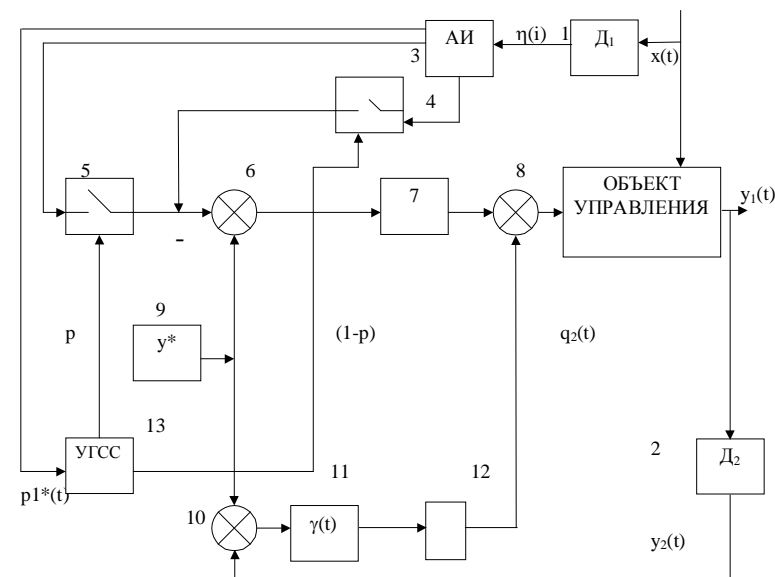 АИ
η(i)
1
Д₁
3
x(t)
4
5
6
8
7
ОБЪЕКТ
УПРАВЛЕНИЯ
y₁(t)
-
9
p
y*
(1-p)
q₂(t)
13
УГСС
11
12
2
Д₂
p1*(t)
10
γ(t)
y₂(t)